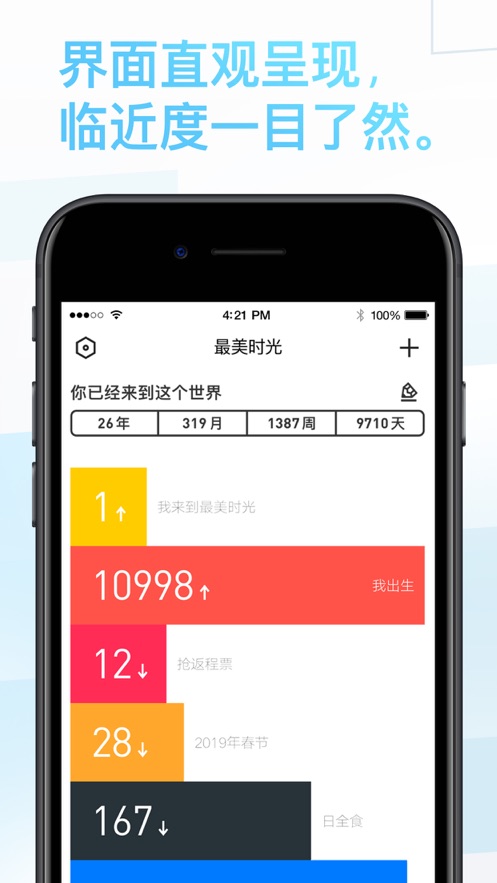 界面直观呈现，
临近度一目了然。
4:21 PM
100%
最美时光
你已经来到这个世界
26年 319月 1387周 9710天
1↑ 我来到最美时光
10998↑ 我出生
12↓ 抢返程票
28↓ 2019年春节
167↓ 日全食